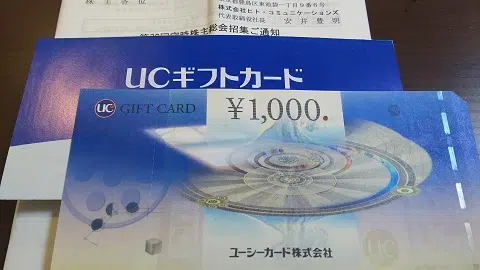 株主各位
東京都豊島区東池袋一丁目9番6号
株式会社ヒト・コミュニケーションズ
代表取締役社長 安井豊明
定時株主総会招集ご通知
UCギフトカード
UC GIFT CARD
¥1,000.
UC
ユーシーカード株式会社